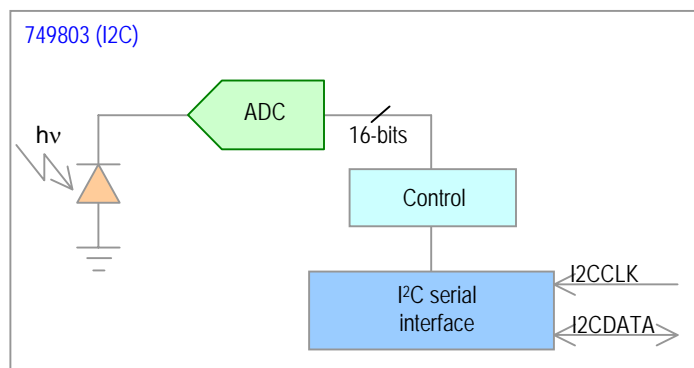 749803 (I2C)
ADC
hν
16-bits
Control
I2CCLK
I²C serial
interface
I2CDATA